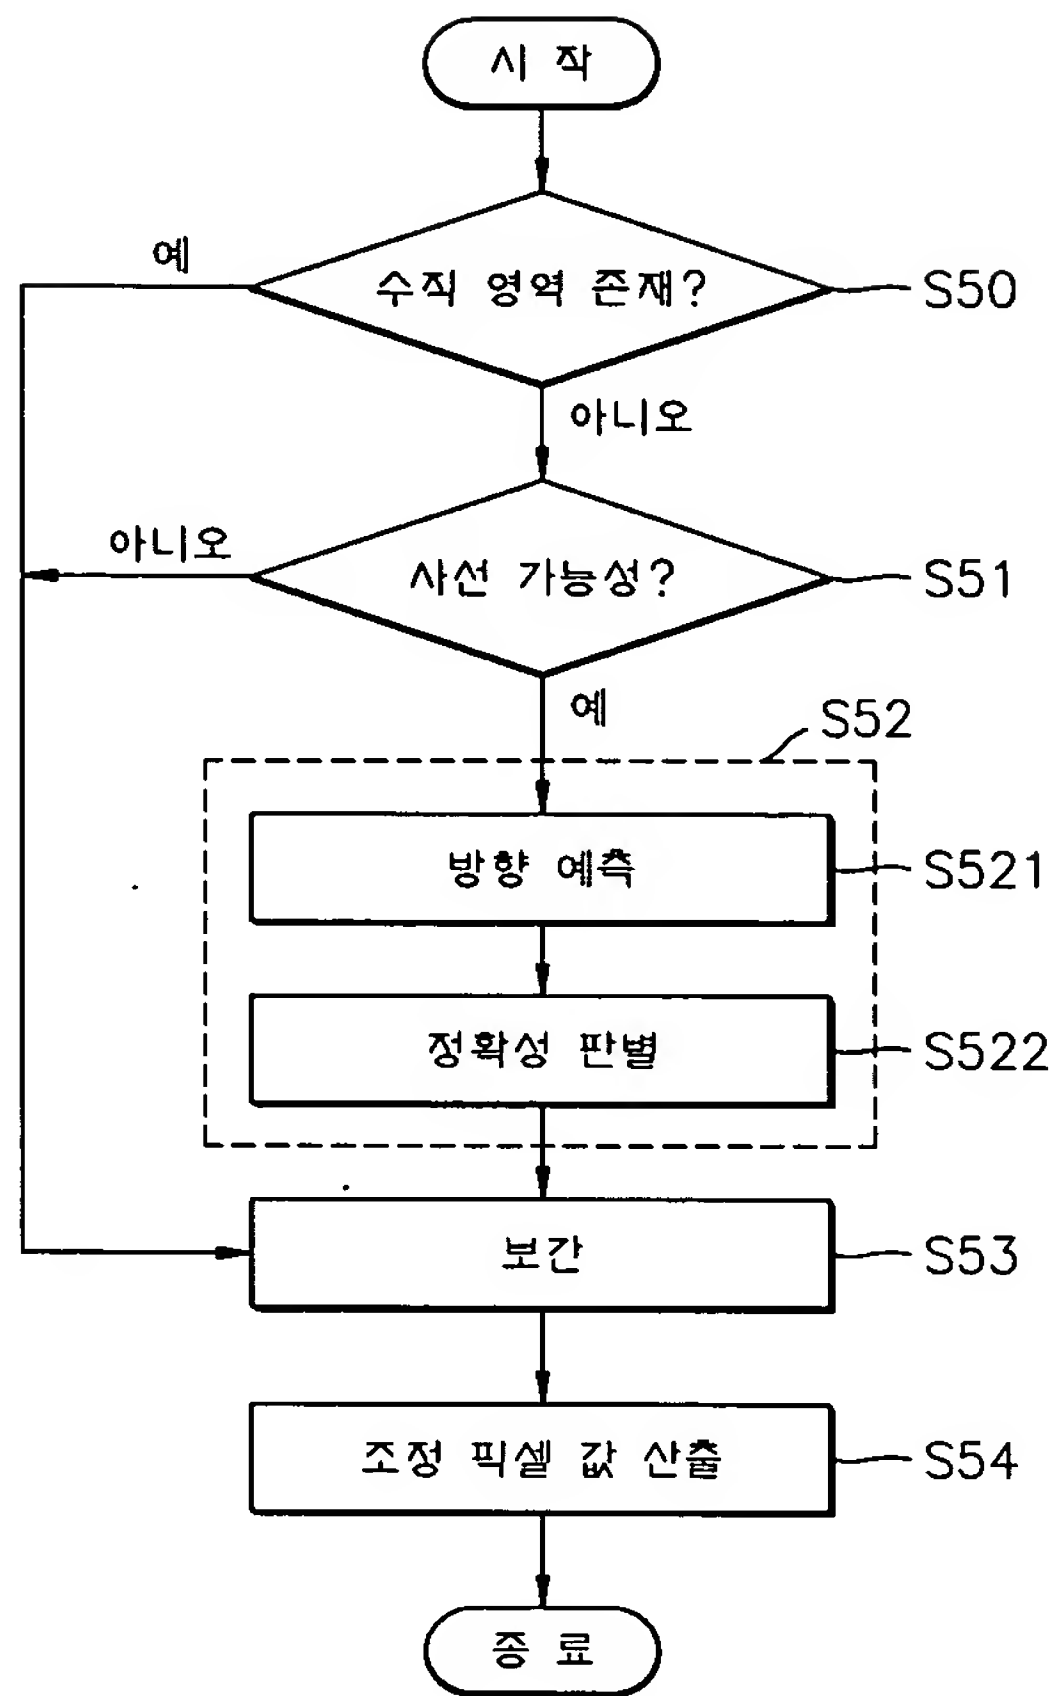 시 작
예
수직 영역 존재?
S50
아니오
아니오
사선 가능성?
S51
예
S52
방향 예측
S521
정확성 판별
S522
보간
S53
조정 픽셀 값 산출
S54
종 료